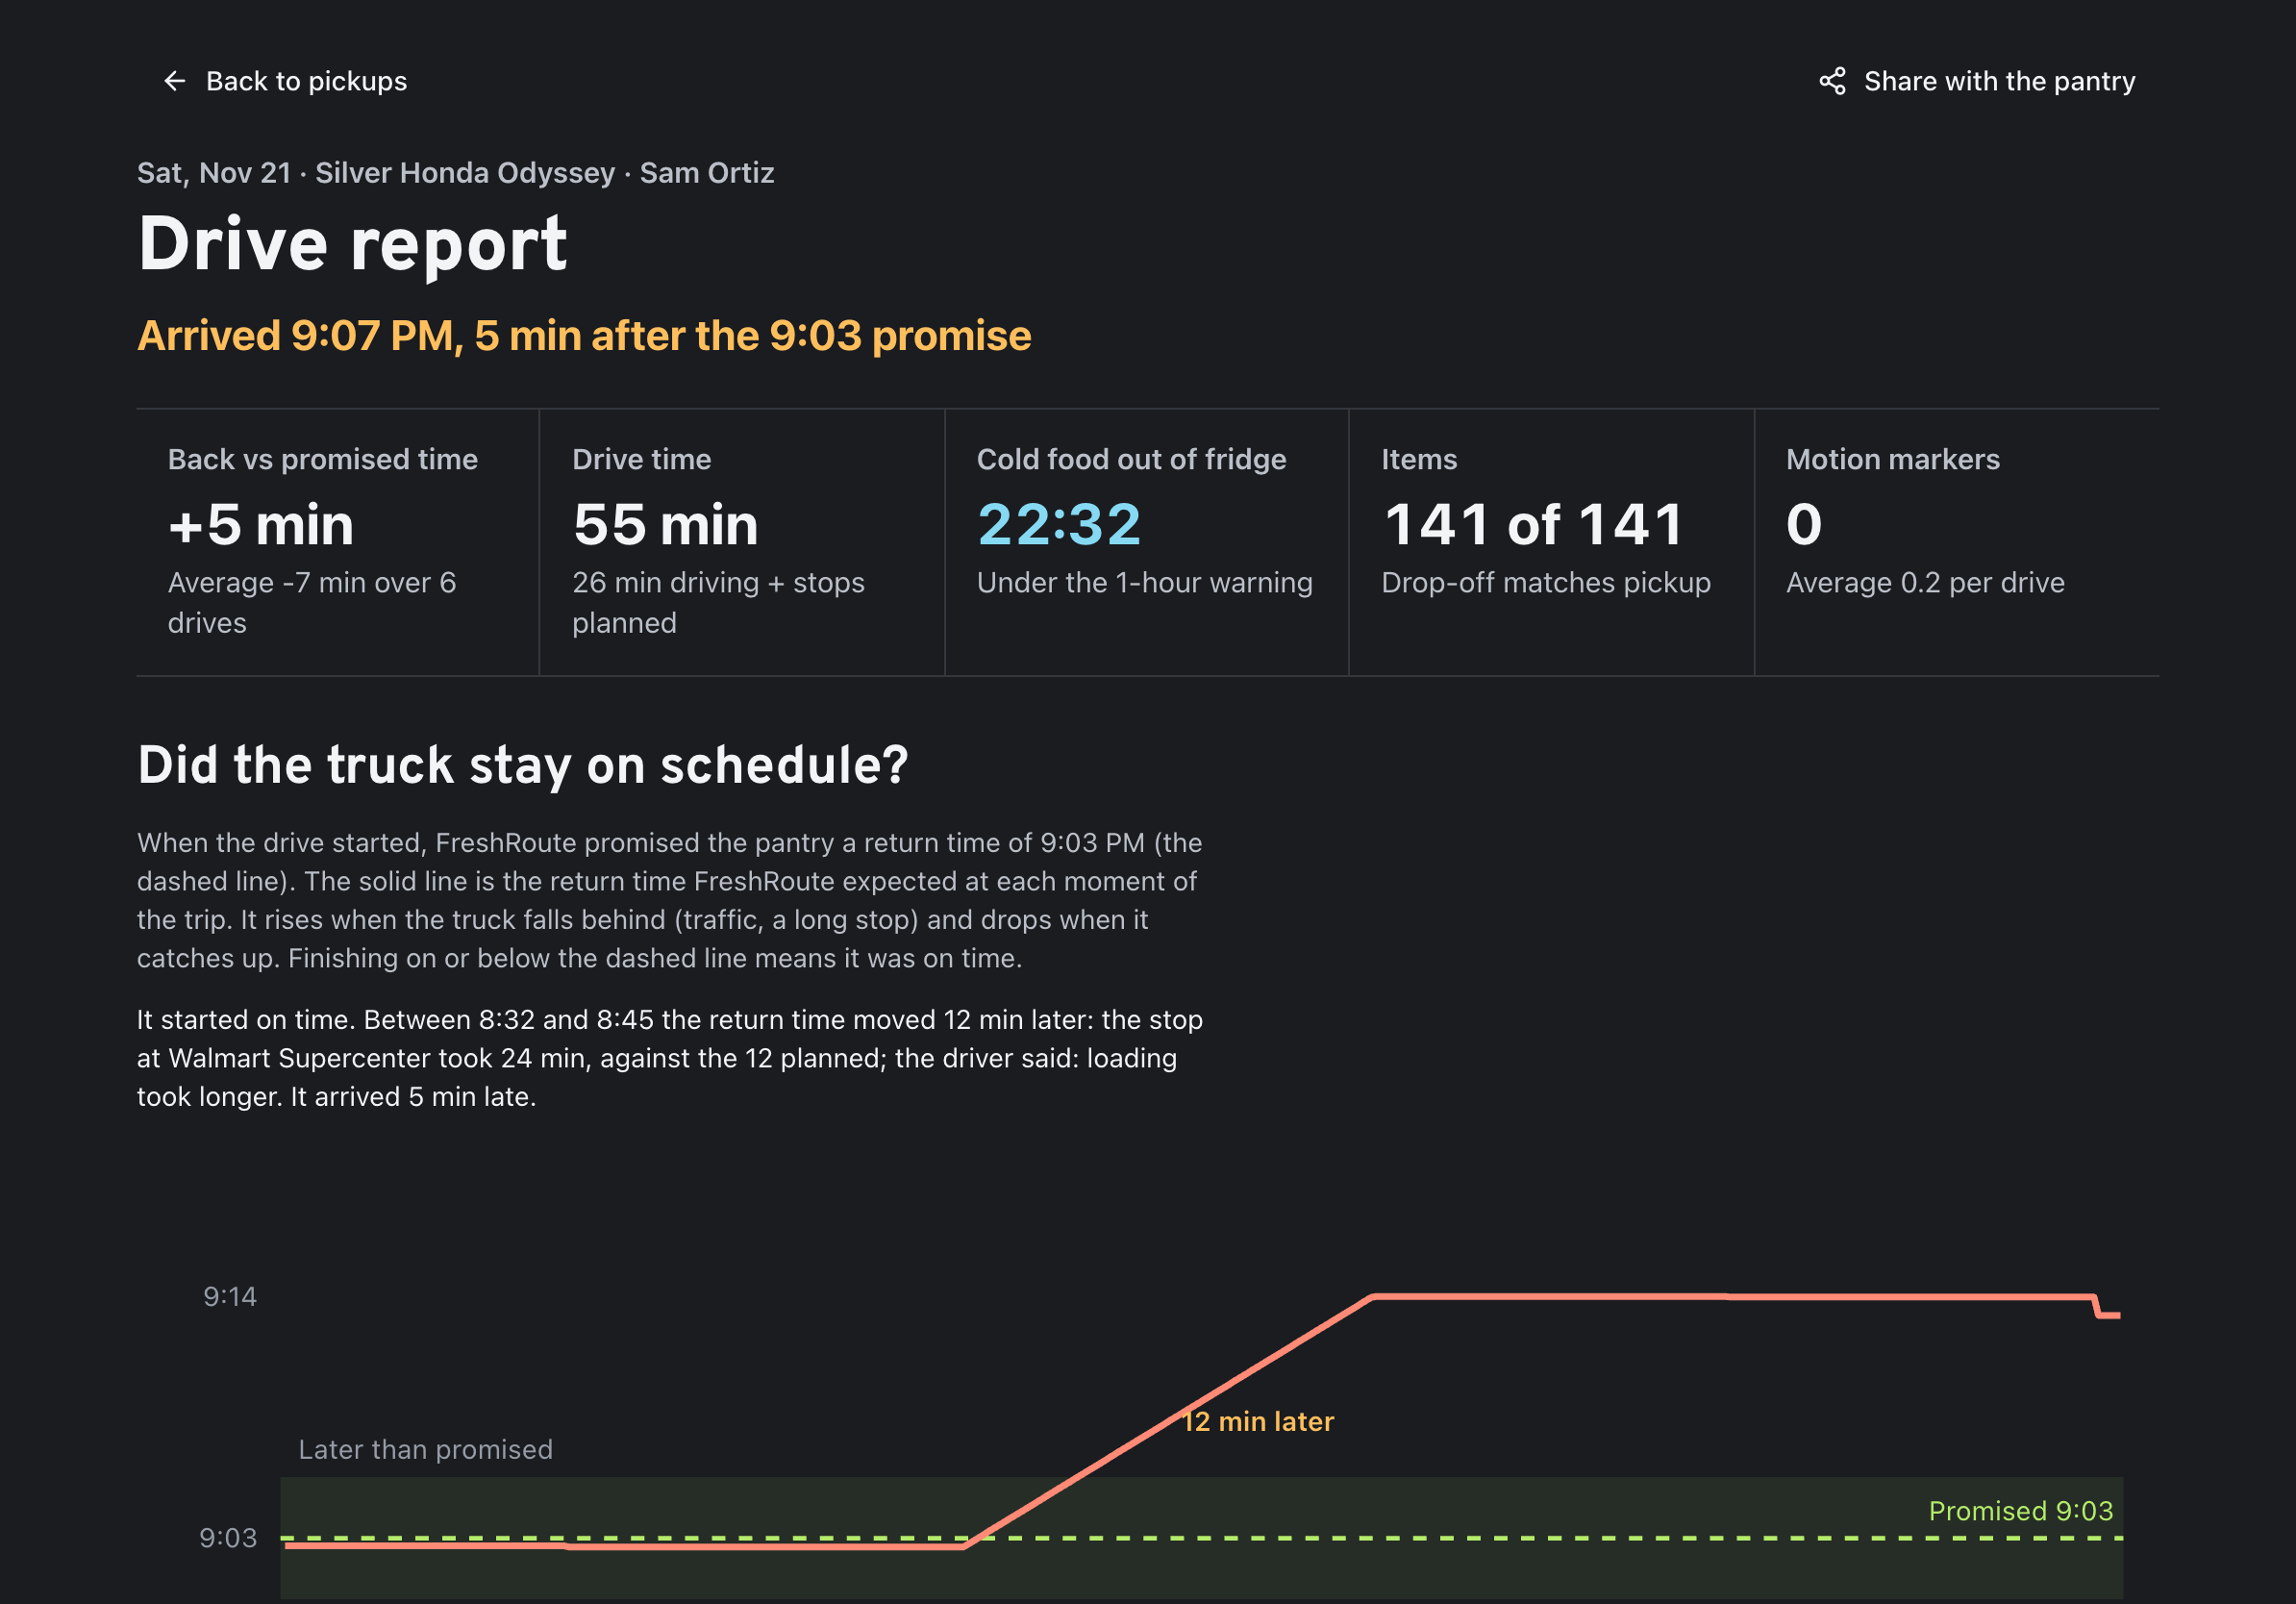 Back to pickups
Share with the pantry
Sat, Nov 21 · Silver Honda Odyssey · Sam Ortiz
Drive report
Arrived 9:07 PM, 5 min after the 9:03 promise
Back vs promised time
+5 min
Average -7 min over 6
drives
Drive time
55 min
26 min driving + stops
planned
Cold food out of fridge
22:32
Under the 1-hour warning
Items
141 of 141
Drop-off matches pickup
Motion markers
0
Average 0.2 per drive
Did the truck stay on schedule?
When the drive started, FreshRoute promised the pantry a return time of 9:03 PM (the
dashed line). The solid line is the return time FreshRoute expected at each moment of
the trip. It rises when the truck falls behind (traffic, a long stop) and drops when it
catches up. Finishing on or below the dashed line means it was on time.
It started on time. Between 8:32 and 8:45 the return time moved 12 min later: the stop
at Walmart Supercenter took 24 min, against the 12 planned; the driver said: loading
took longer. It arrived 5 min late.
9:14
12 min later
Later than promised
Promised 9:03
9:03